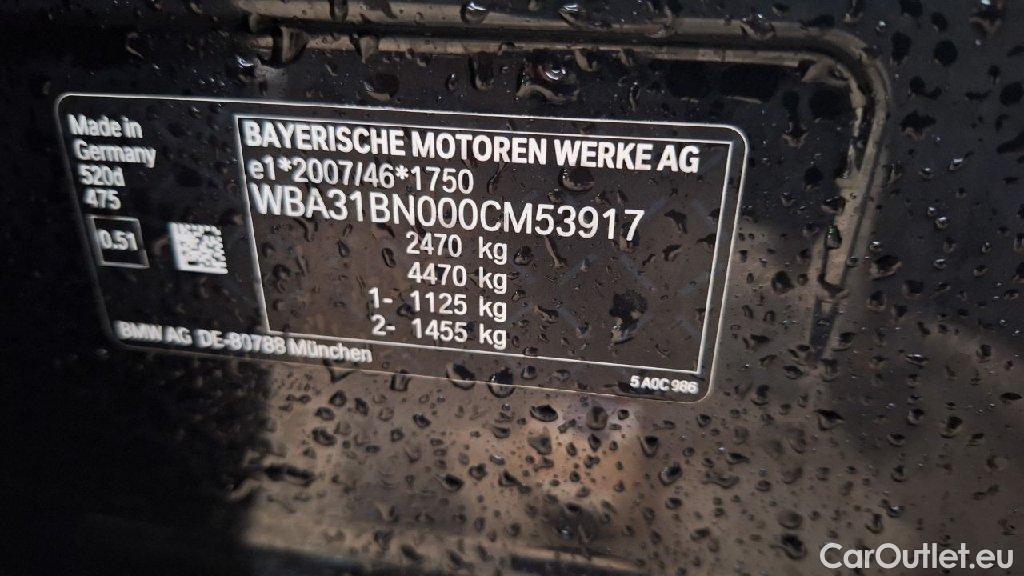 Made in
Germany
520d
475
0.51
BAYERISCHE MOTOREN WERKE AG
e1*2007/46*1750
WBA31BN000CM53917
2470 kg
4470 kg
1- 1125 kg
2- 1455 kg
BMW AG DE-80788 München
5 A0C 986
CarOutlet.eu